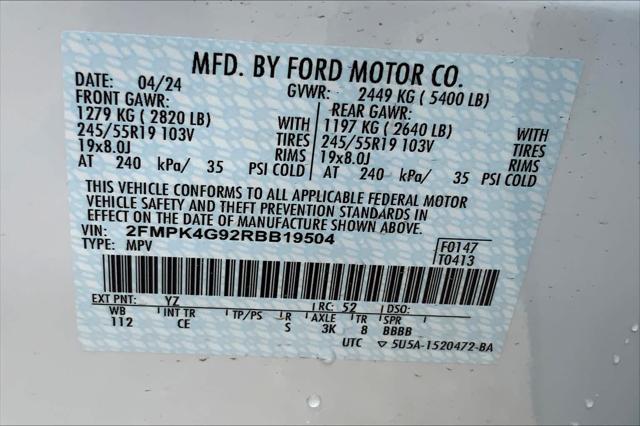 MFD. BY FORD MOTOR CO.
DATE: 04/24 GVWR: 2449 KG ( 5400 LB)
FRONT GAWR: REAR GAWR:
1279 KG ( 2820 LB) WITH 1197 KG ( 2640 LB) WITH
245/55R19 103V TIRES 245/55R19 103V TIRES
19x8.0J RIMS 19x8.0J RIMS
AT 240 kPa/ 35 PSI COLD AT 240 kPa/ 35 PSI COLD
THIS VEHICLE CONFORMS TO ALL APPLICABLE FEDERAL MOTOR
VEHICLE SAFETY AND THEFT PREVENTION STANDARDS IN
EFFECT ON THE DATE OF MANUFACTURE SHOWN ABOVE.
VIN: 2FMPK4G92RBB19504
TYPE: MPV F0147
T0413
EXT PNT: YZ RC: 52 DSO:
WB INT TR TP/PS R AXLE TR SPR
112 CE S 3K 8 BBBB
UTC ▽ 5U5A-1520472-BA